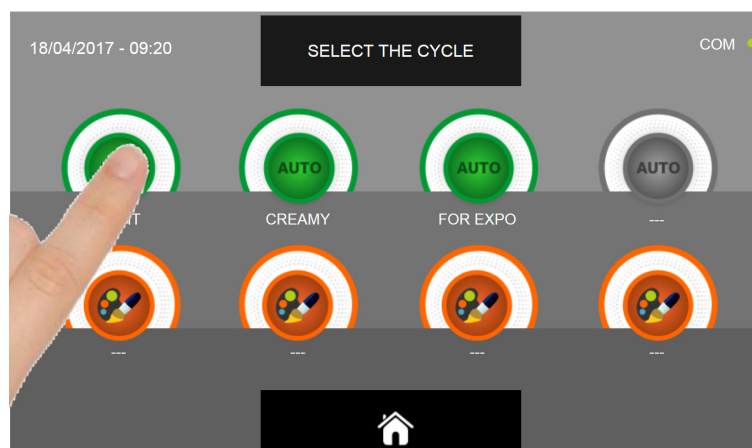 18/04/2017 - 09:20
SELECT THE CYCLE
COM
AUTO
AUTO
AUTO
CREAMY
FOR EXPO
---
---
---
---
---